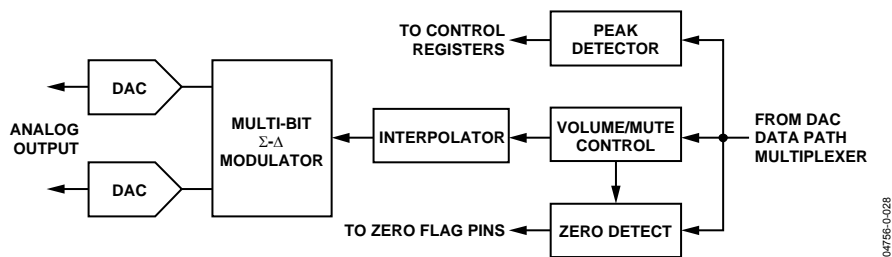 TO CONTROL
REGISTERS
PEAK
DETECTOR
DAC
ANALOG
OUTPUT
DAC
MULTI-BIT
Σ-Δ
MODULATOR
INTERPOLATOR
VOLUME/MUTE
CONTROL
FROM DAC
DATA PATH
MULTIPLEXER
TO ZERO FLAG PINS
ZERO DETECT
04756-0-028